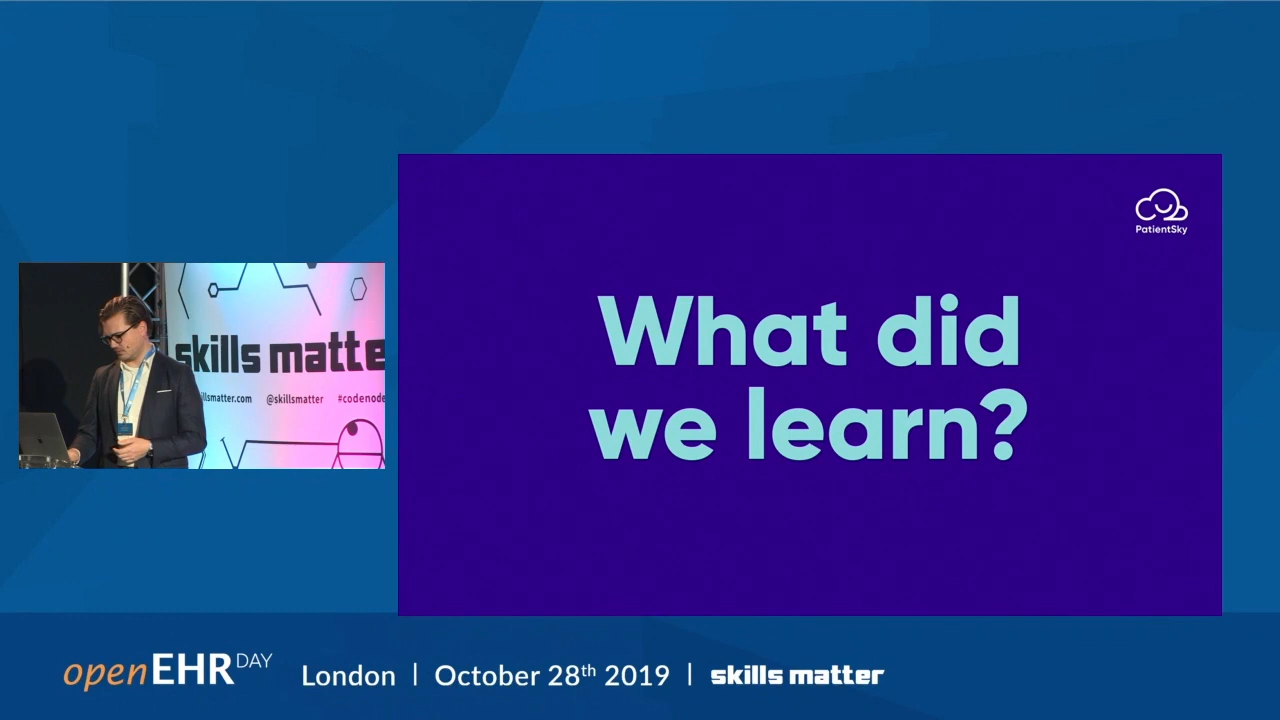 PatientSky
What did
we learn?
skills matte
illsmatter.com @skillsmatter #codenode
openEHR DAY London | October 28th 2019 | skills matter